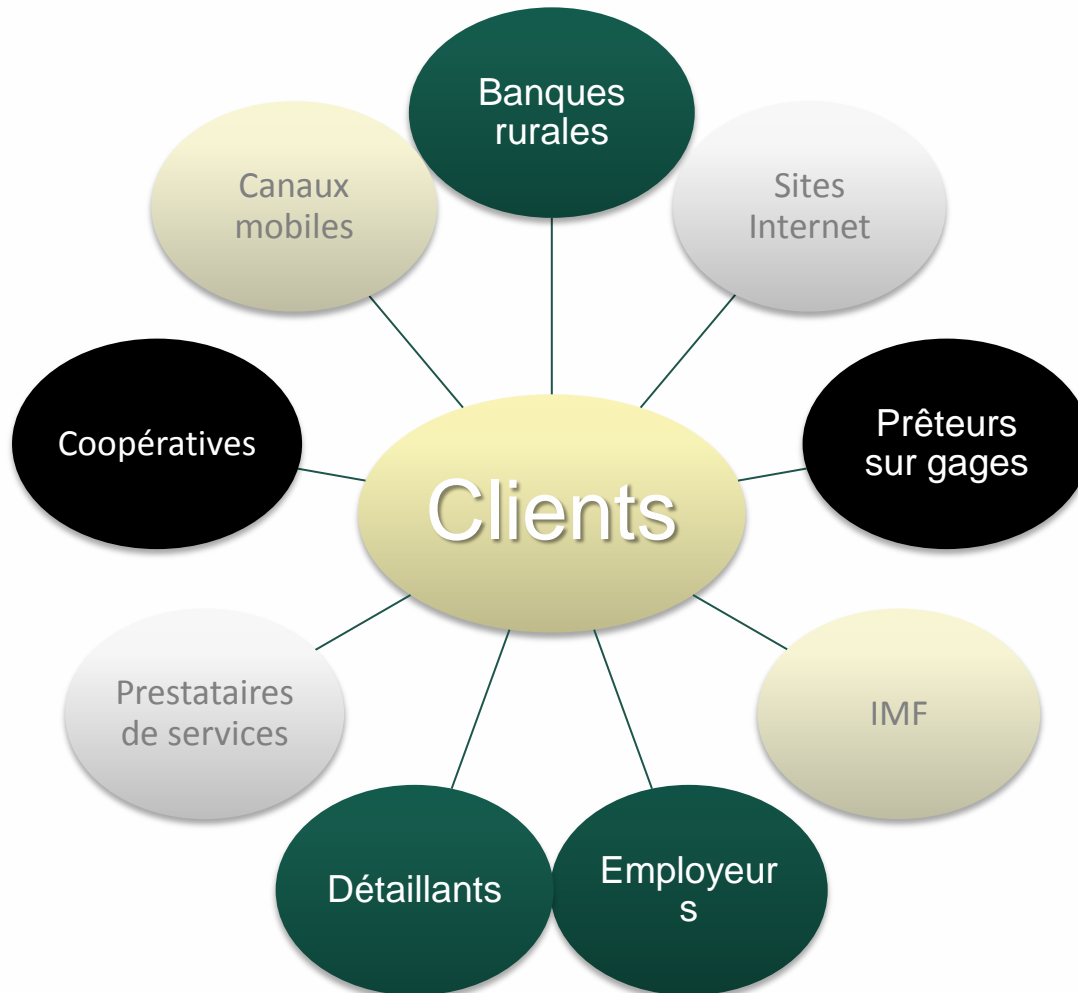 Banques
rurales
Canaux
mobiles
Sites
Internet
Coopératives
Prêteurs
sur gages
Clients
Prestataires
de services
IMF
Détaillants
Employeur
s